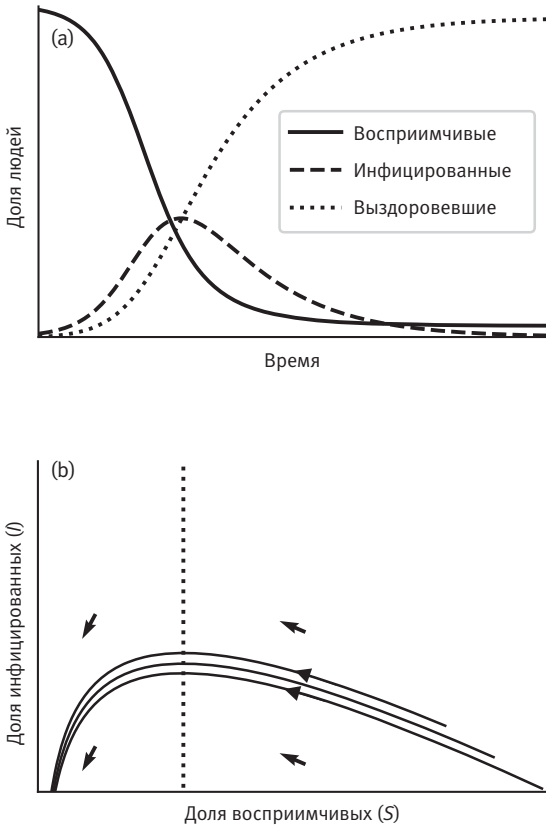 (a)
Доля людей
Восприимчивые
Инфицированные
Выздоровевшие
Время
(b)
Доля инфицированных (I)
Доля восприимчивых (S)